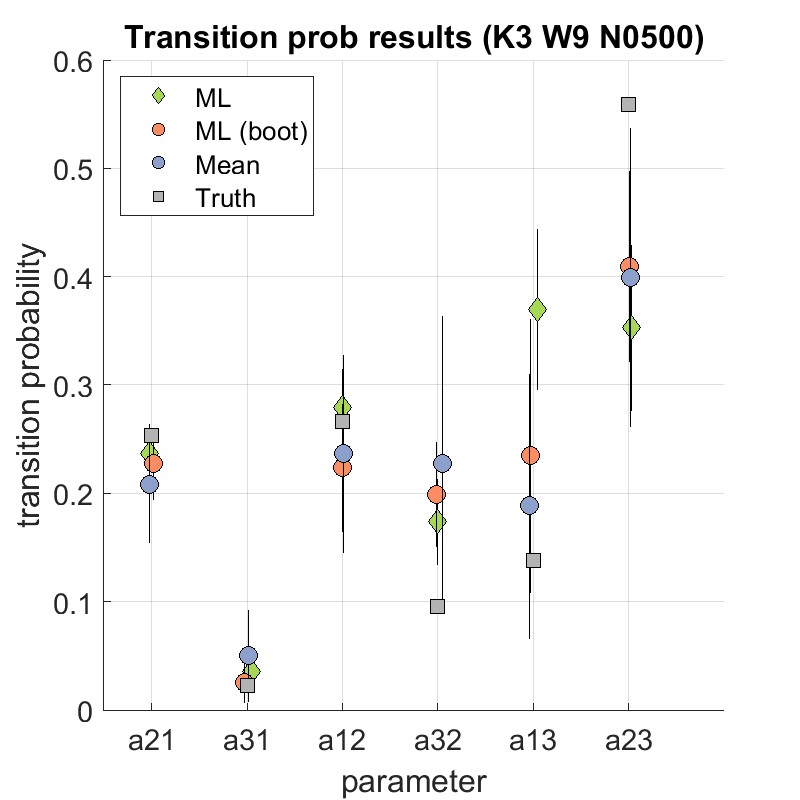 Transition prob results (K3 W9 N0500)
0.6
0.5
0.4
0.3
0.2
0.1
0
transition probability
ML
ML (boot)
Mean
Truth
a21 a31 a12 a32 a13 a23
parameter